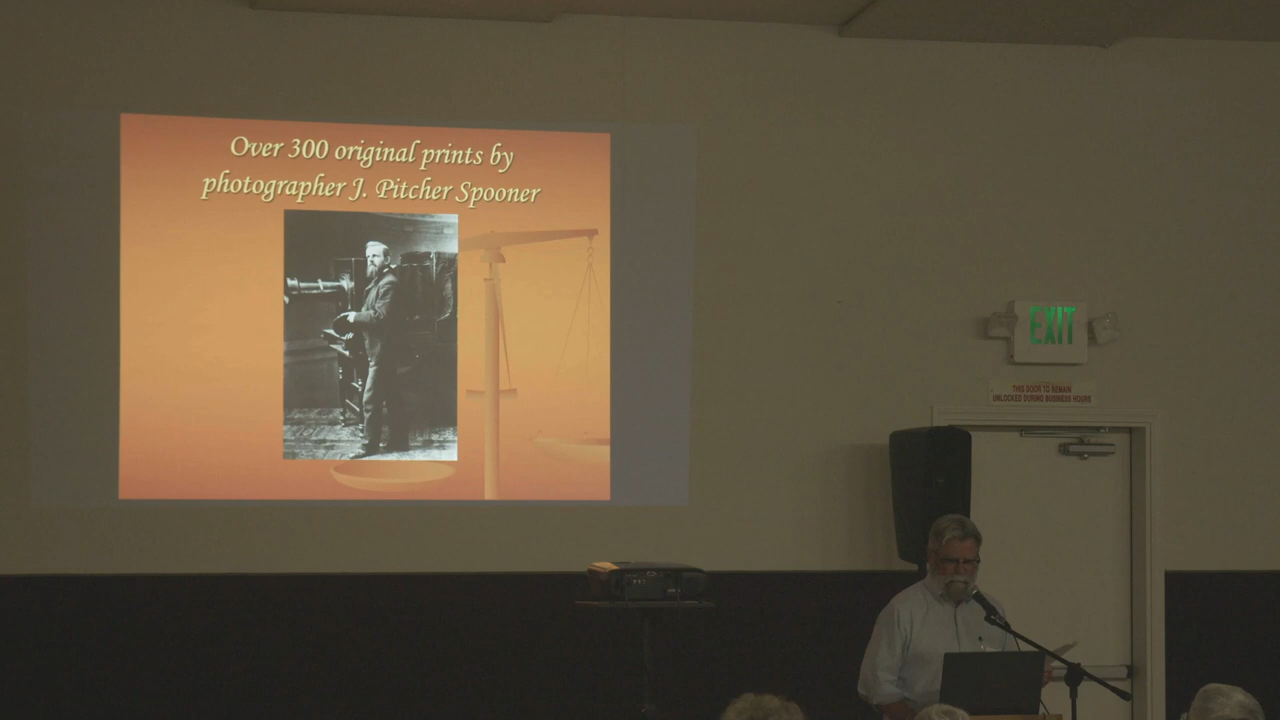 Over 300 original prints by
photographer J. Pitcher Spooner
EXIT
THIS DOOR TO REMAIN
UNLOCKED DURING BUSINESS HOURS